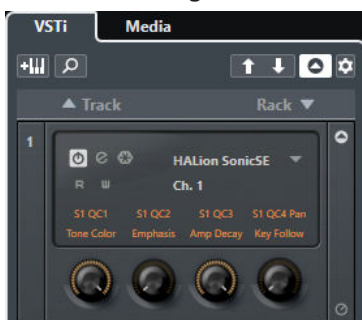 VSTi Media
Track Rack
1
HALion SonicSE
R W Ch. 1
S1 QC1 S1 QC2 S1 QC3 S1 QC4 Pan
Tone Color Emphasis Amp Decay Key Follow